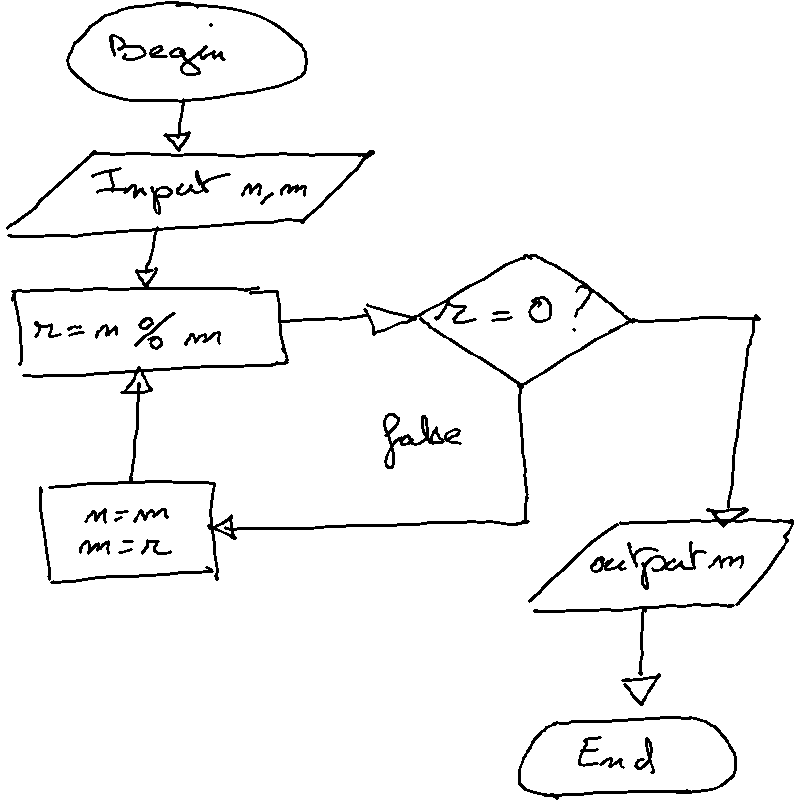 Begin
Input n, m
r = n % m
r = 0 ?
false
n = m
m = r
output m
End